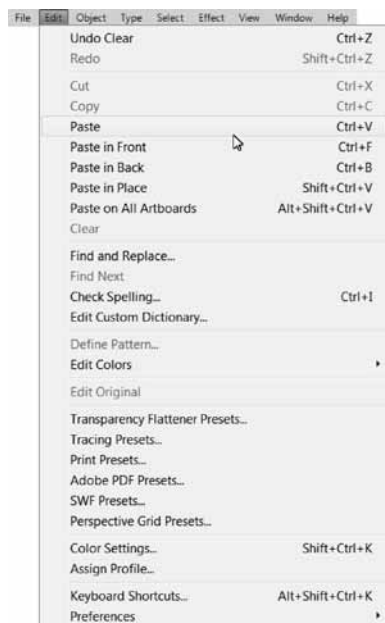 File Edit Object Type Select Effect View Window Help
Undo Clear Ctrl+Z
Redo Shift+Ctrl+Z
Cut Ctrl+X
Copy Ctrl+C
Paste Ctrl+V
Paste in Front Ctrl+F
Paste in Back Ctrl+B
Paste in Place Shift+Ctrl+V
Paste on All Artboards Alt+Shift+Ctrl+V
Clear
Find and Replace...
Find Next
Check Spelling... Ctrl+I
Edit Custom Dictionary...
Define Pattern...
Edit Colors
Edit Original
Transparency Flattener Presets...
Tracing Presets...
Print Presets...
Adobe PDF Presets...
SWF Presets...
Perspective Grid Presets...
Color Settings... Shift+Ctrl+K
Assign Profile...
Keyboard Shortcuts... Alt+Shift+Ctrl+K
Preferences